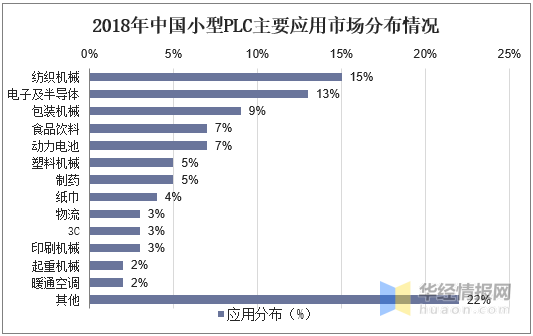 2018年中国小型PLC主要应用市场分布情况
0% 5% 10% 15% 20% 25%
纺织机械 15%
电子及半导体 13%
包装机械 9%
食品饮料 7%
动力电池 7%
塑料机械 5%
制药 5%
纸巾 4%
物流 3%
3C 3%
印刷机械 3%
起重机械 2%
暖通空调 2%
其他 22%
应用分布（%）
华经情报网
huaon.com